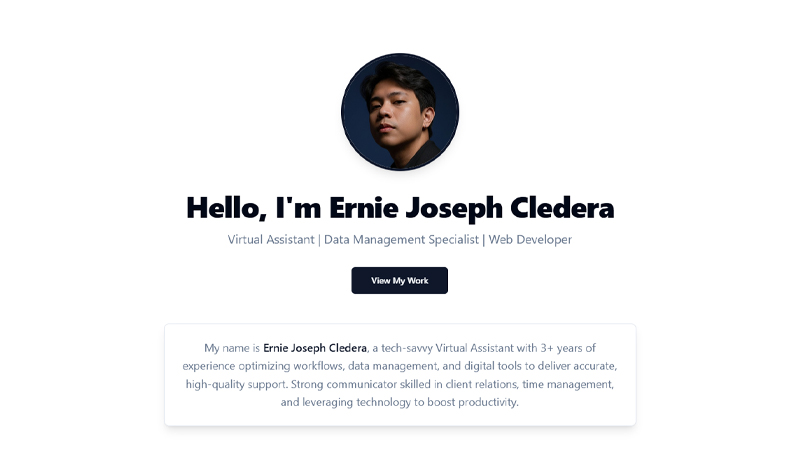 Hello, I'm Ernie Joseph Cledera
Virtual Assistant | Data Management Specialist | Web Developer
View My Work
My name is Ernie Joseph Cledera, a tech-savvy Virtual Assistant with 3+ years of
experience optimizing workflows, data management, and digital tools to deliver accurate,
high-quality support. Strong communicator skilled in client relations, time management,
and leveraging technology to boost productivity.